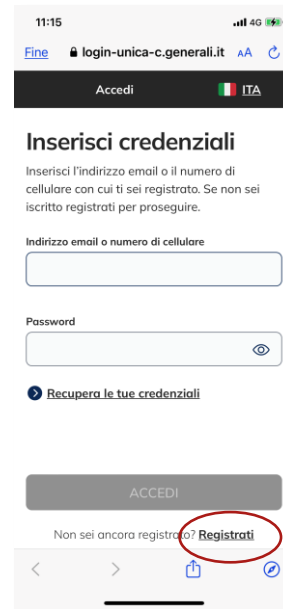 11:15
4G
Fine
login-unica-c.generali.it
AA
Accedi
ITA
Inserisci credenziali
Inserisci l'indirizzo email o il numero di
cellulare con cui ti sei registrato. Se non sei
iscritto registrati per proseguire.
Indirizzo email o numero di cellulare
Password
Recupera le tue credenziali
ACCEDI
Non sei ancora registrato? Registrati